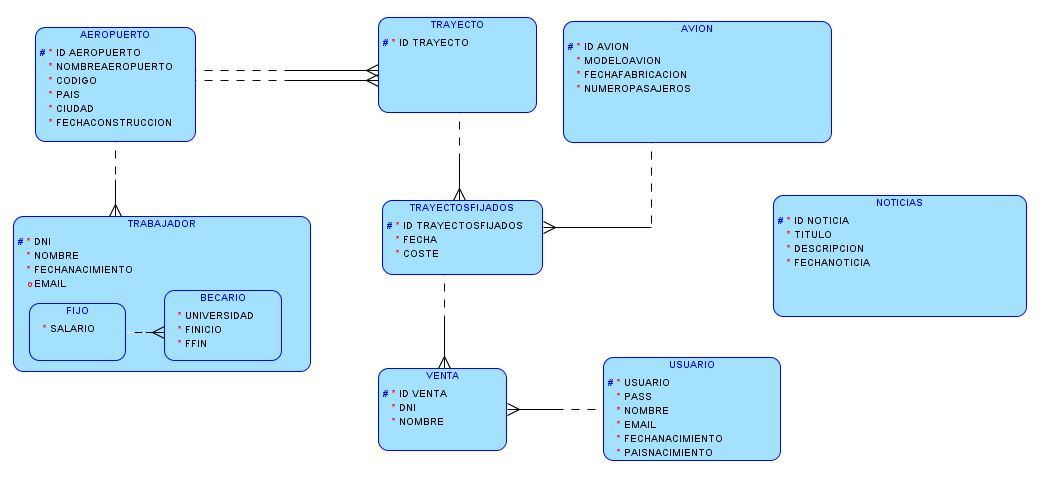 AEROPUERTO
# * ID AEROPUERTO
* NOMBREAEROPUERTO
* CODIGO
* PAIS
* CIUDAD
* FECHACONSTRUCCION
TRAYECTO
# * ID TRAYECTO
AVION
# * ID AVION
* MODELOAVION
* FECHAFABRICACION
* NUMEROPASAJEROS
TRABAJADOR
# * DNI
* NOMBRE
* FECHANACIMIENTO
o EMAIL
FIJO
* SALARIO
BECARIO
* UNIVERSIDAD
* FINICIO
* FFIN
TRAYECTOSFIJADOS
# * ID TRAYECTOSFIJADOS
* FECHA
* COSTE
NOTICIAS
# * ID NOTICIA
* TITULO
* DESCRIPCION
* FECHANOTICIA
VENTA
# * ID VENTA
* DNI
* NOMBRE
USUARIO
# * USUARIO
* PASS
* NOMBRE
* EMAIL
* FECHANACIMIENTO
* PAISNACIMIENTO